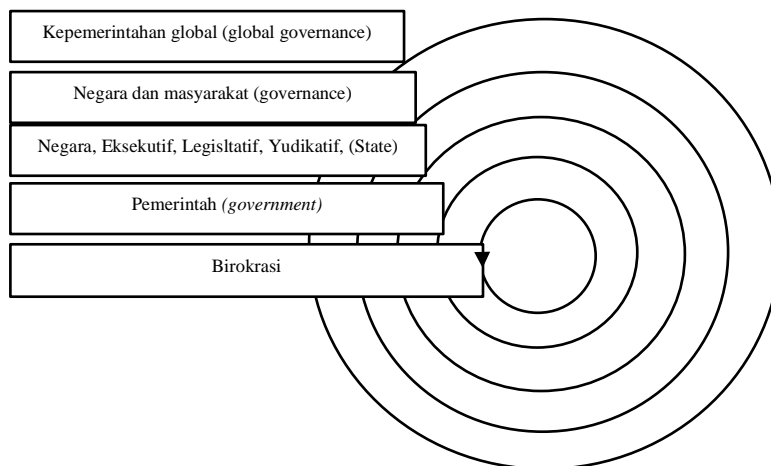 Kepemerintahan global (global governance)
Negara dan masyarakat (governance)
Negara, Eksekutif, Legisltatif, Yudikatif, (State)
Pemerintah (government)
Birokrasi